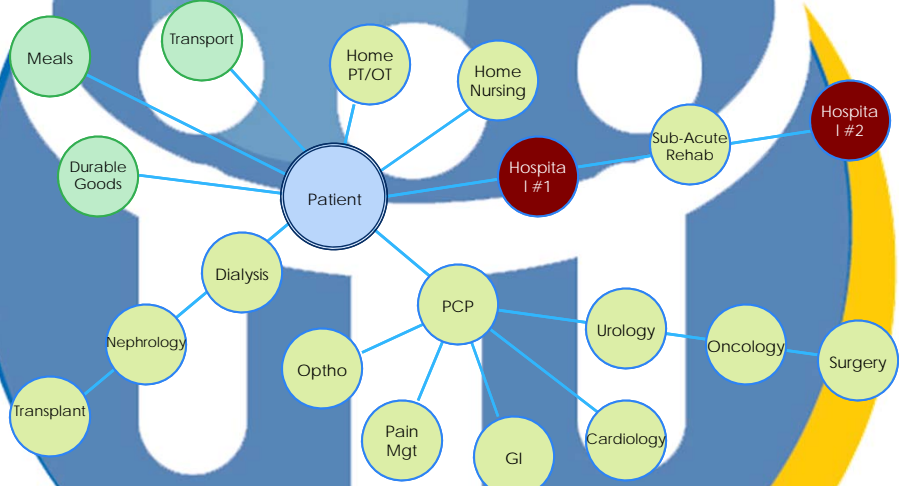 Meals
Transport
Home
PT/OT
Home
Nursing
Hospita
l #2
Sub-Acute
Rehab
Durable
Goods
Hospita
l #1
Patient
Dialysis
PCP
Nephrology
Urology
Oncology
Surgery
Optho
Transplant
Pain
Mgt
GI
Cardiology